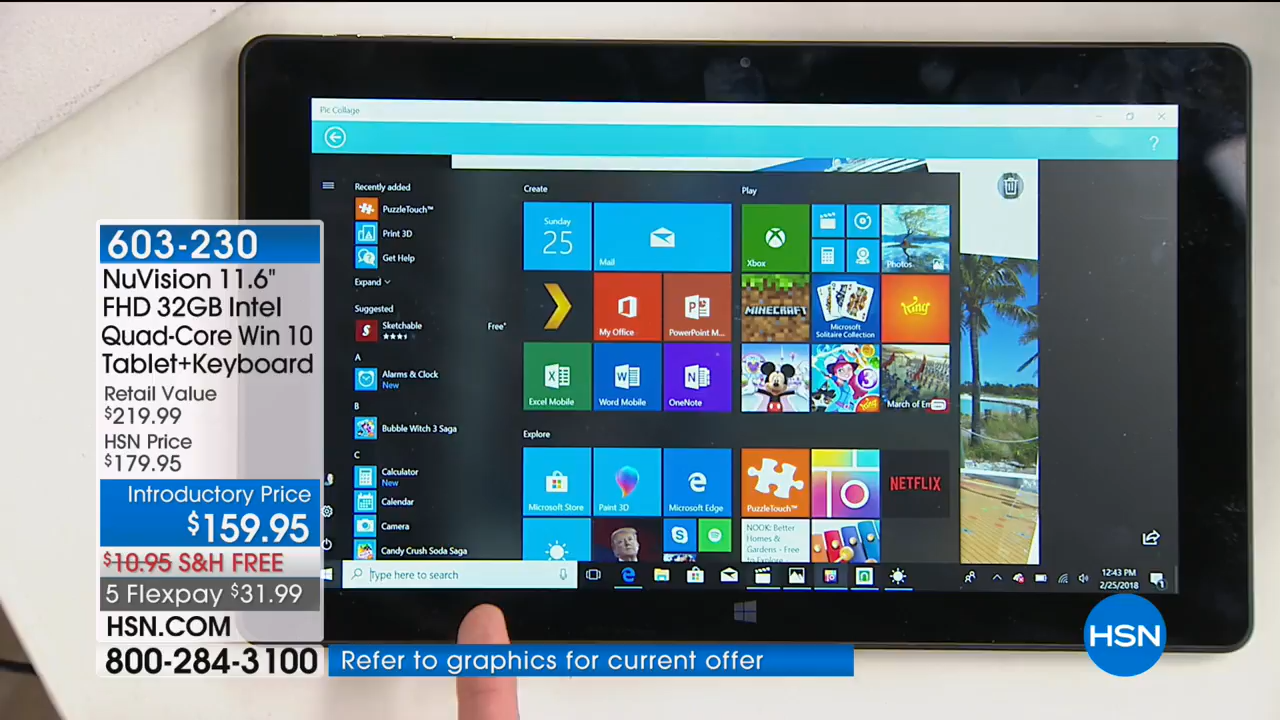 Pic Collage
?
603-230
NuVision 11.6"
FHD 32GB Intel
Quad-Core Win 10
Tablet+Keyboard
Retail Value
$219.99
HSN Price
$179.95
Introductory Price
$159.95
$10.95 S&H FREE
5 Flexpay $31.99
HSN.COM
800-284-3100
Refer to graphics for current offer
HSN
Recently added
PuzzleTouch™
Print 3D
Get Help
Expand
Suggested
Sketchable
Free*
A
Alarms & Clock
New
B
Bubble Witch 3 Saga
C
Calculator
New
Calendar
Camera
Candy Crush Soda Saga
Create
Sunday
25
Mail
My Office
PowerPoint M...
Excel Mobile
Word Mobile
OneNote
Explore
Microsoft Store
Paint 3D
Microsoft Edge
Play
Xbox
Photos
MINECRAFT
Microsoft
Solitaire Collection
King
3
King
March of Em
PuzzleTouch™
NETFLIX
NOOK: Better
Homes &
Gardens - Free
to Explore
Type here to search
12:43 PM
2/25/2018